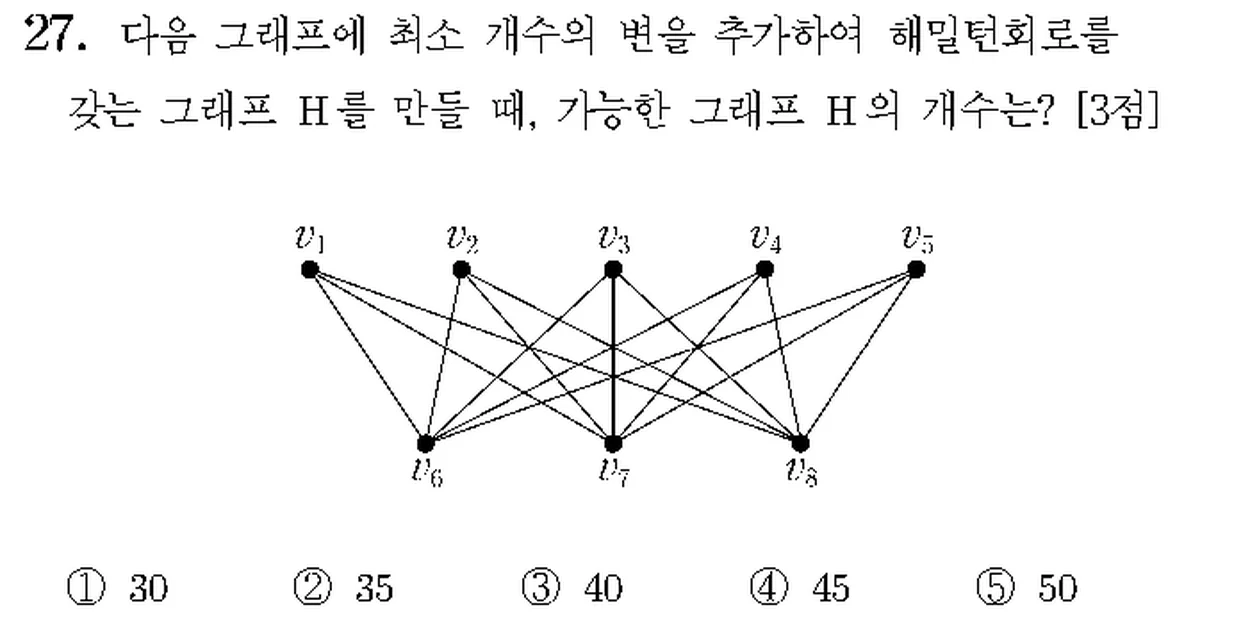 27. 다음 그래프에 최소 개수의 변을 추가하여 해밀턴회로를
갖는 그래프 H를 만들 때, 가능한 그래프 H의 개수는? [3점]
v₁ v₂ v₃ v₄ v₅
v₆ v₇ v₈
① 30 ② 35 ③ 40 ④ 45 ⑤ 50